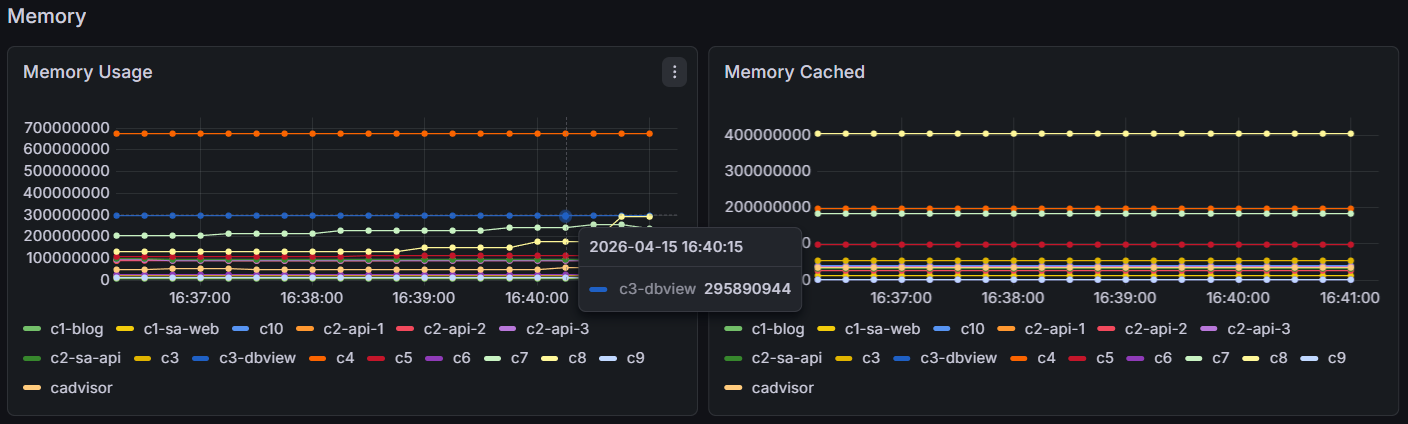 Memory
Memory Usage
700000000
600000000
500000000
400000000
300000000
200000000
100000000
0
16:37:00 16:38:00 16:39:00 16:40:00
2026-04-15 16:40:15
c3-dbview 295890944
c1-blog c1-sa-web c10 c2-api-1 c2-api-2 c2-api-3
c2-sa-api c3 c3-dbview c4 c5 c6 c7 c8 c9
cadvisor
Memory Cached
400000000
300000000
200000000
0
0
16:37:00 16:38:00 16:39:00 16:40:00 16:41:00
c1-blog c1-sa-web c10 c2-api-1 c2-api-2 c2-api-3
c2-sa-api c3 c3-dbview c4 c5 c6 c7 c8 c9
cadvisor